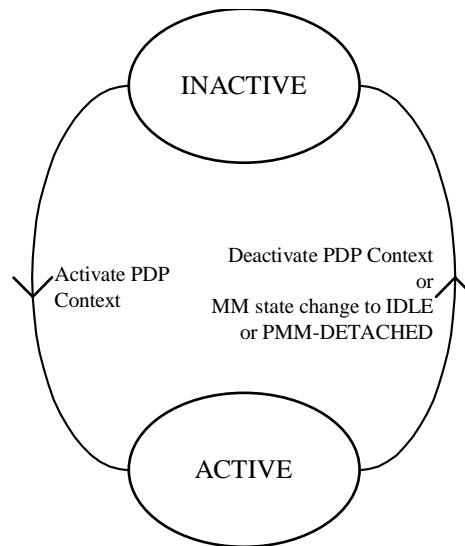 INACTIVE
Activate PDP
Context
Deactivate PDP Context
or
MM state change to IDLE
or PMM-DETACHED
ACTIVE